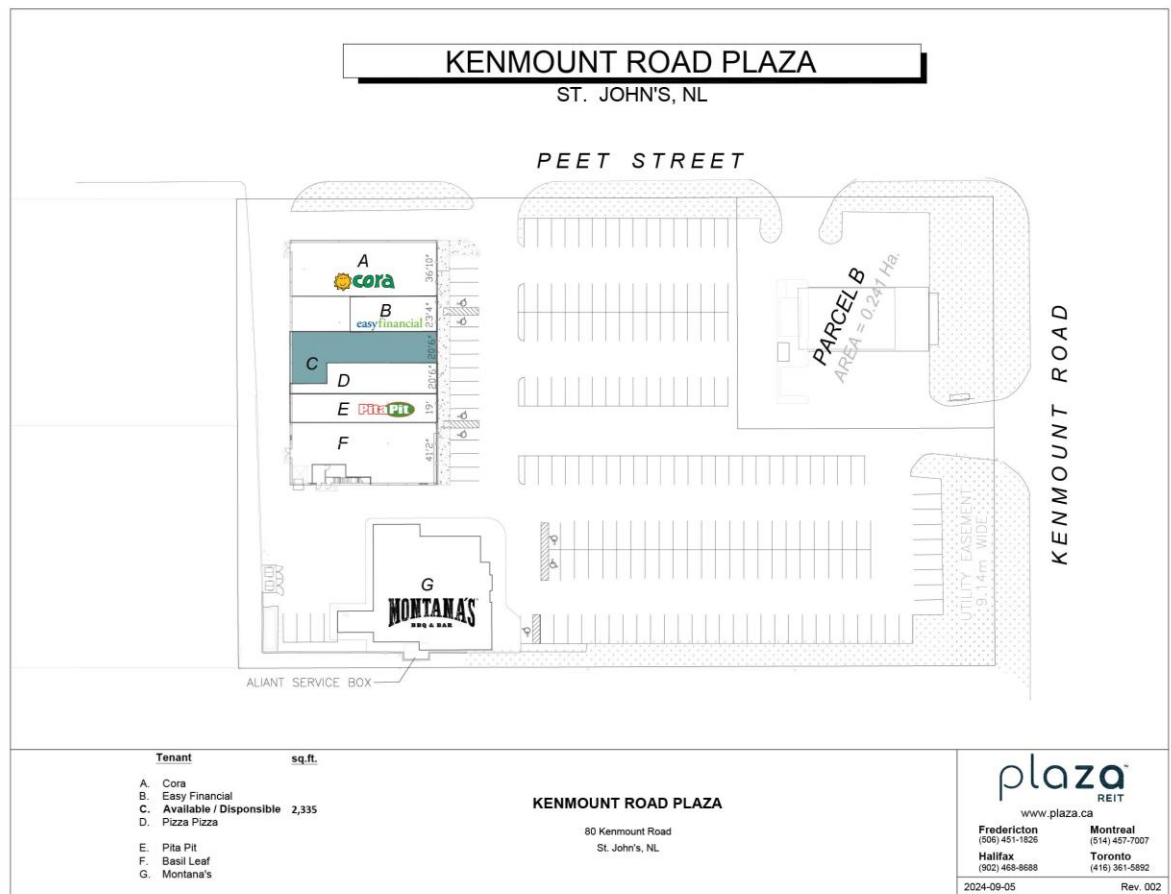 KENMOUNT ROAD PLAZA
ST. JOHN'S, NL
PEET STREET
KENMOUNT ROAD
PARCEL B
AREA = 0.241 Ha.
A
cora
36'10"
B
easyfinancial
23'4"
C
20'6"
D
20'6"
E
PitaPit
19'
F
41'2"
G
MONTANA'S
BBQ & BAR
UTILITY EASEMENT
9.14m WIDE
ALIANT SERVICE BOX
Tenant sq.ft.
A. Cora
B. Easy Financial
C. Available / Disponsible 2,335
D. Pizza Pizza
E. Pita Pit
F. Basil Leaf
G. Montana's
KENMOUNT ROAD PLAZA
80 Kenmount Road
St. John's, NL
plaza™
REIT
www.plaza.ca
Fredericton Montreal
(506) 451-1826 (514) 457-7007
Halifax Toronto
(902) 468-8688 (416) 361-5892
2024-09-05 Rev. 002